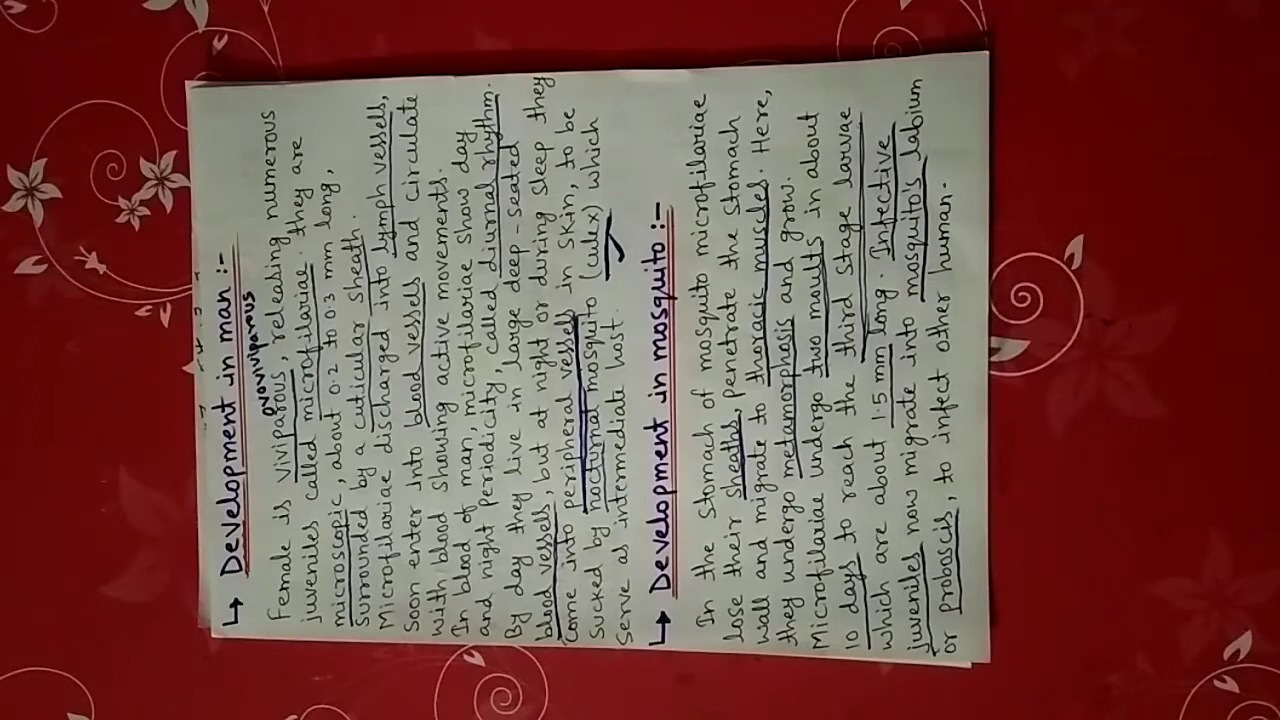 ↳ Development in man :-
ovoviviparous
Female is viviparous, releasing numerous
juveniles called microfilariae. they are
microscopic, about 0.2 to 0.3 mm long,
surrounded by a cuticular sheath.
Microfilariae discharged into lymph vessels,
soon enter into blood vessels and circulate
with blood showing active movements.
In blood of man, microfilariae show day
and night periodicity, called diurnal rhythm.
By day they live in large deep-seated
blood vessels, but at night or during sleep they
come into peripheral vessels in skin, to be
sucked by nocturnal mosquito (culex) which
serve as intermediate host.
↳ Development in mosquito :-
In the stomach of mosquito microfilariae
lose their sheaths, penetrate the stomach
wall and migrate to thoracic muscles. Here,
they undergo metamorphosis and grow.
Microfilariae undergo two moults in about
10 days to reach the third stage larvae
which are about 1.5 mm long. Infective
juveniles now migrate into mosquito's labium
or proboscis, to infect other human.